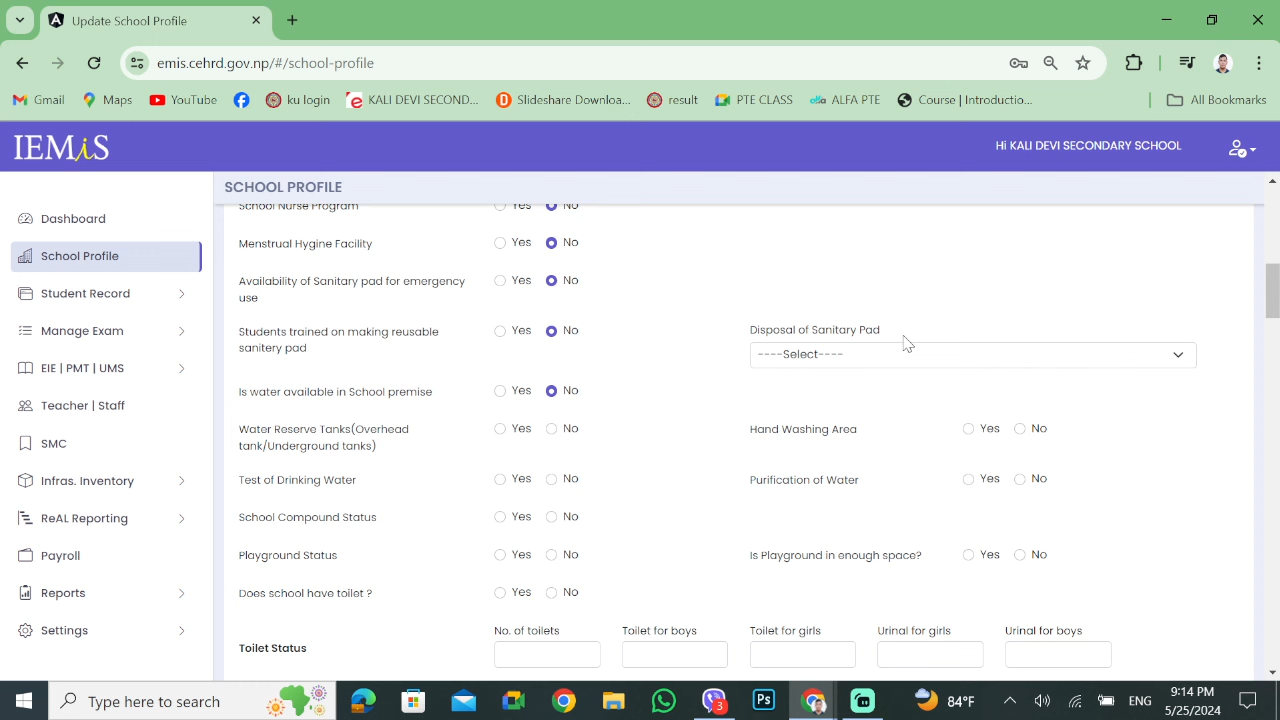 Update School Profile
emis.cehrd.gov.np/#/school-profile
Gmail
Maps
YouTube
ku login
KALI DEVI SECOND...
Slideshare Downloa...
result
PTE CLASS
alfa ALFA PTE
Course | Introductio...
All Bookmarks
IEMiS
Hi KALI DEVI SECONDARY SCHOOL
SCHOOL PROFILE
Dashboard
School Profile
Student Record
Manage Exam
EIE | PMT | UMS
Teacher | Staff
SMC
Infras. Inventory
ReAL Reporting
Payroll
Reports
Settings
School Nurse Program Yes No
Menstrual Hygine Facility Yes No
Availability of Sanitary pad for emergency Yes No
use
Students trained on making reusable Yes No
sanitery pad
Disposal of Sanitary Pad
----Select----
Is water available in School premise Yes No
Water Reserve Tanks(Overhead Yes No Hand Washing Area Yes No
tank/Underground tanks)
Test of Drinking Water Yes No Purification of Water Yes No
School Compound Status Yes No
Playground Status Yes No Is Playground in enough space? Yes No
Does school have toilet ? Yes No
No. of toilets Toilet for boys Toilet for girls Urinal for girls Urinal for boys
Toilet Status
Type here to search
3
Ps
84°F
ENG
9:14 PM
5/25/2024